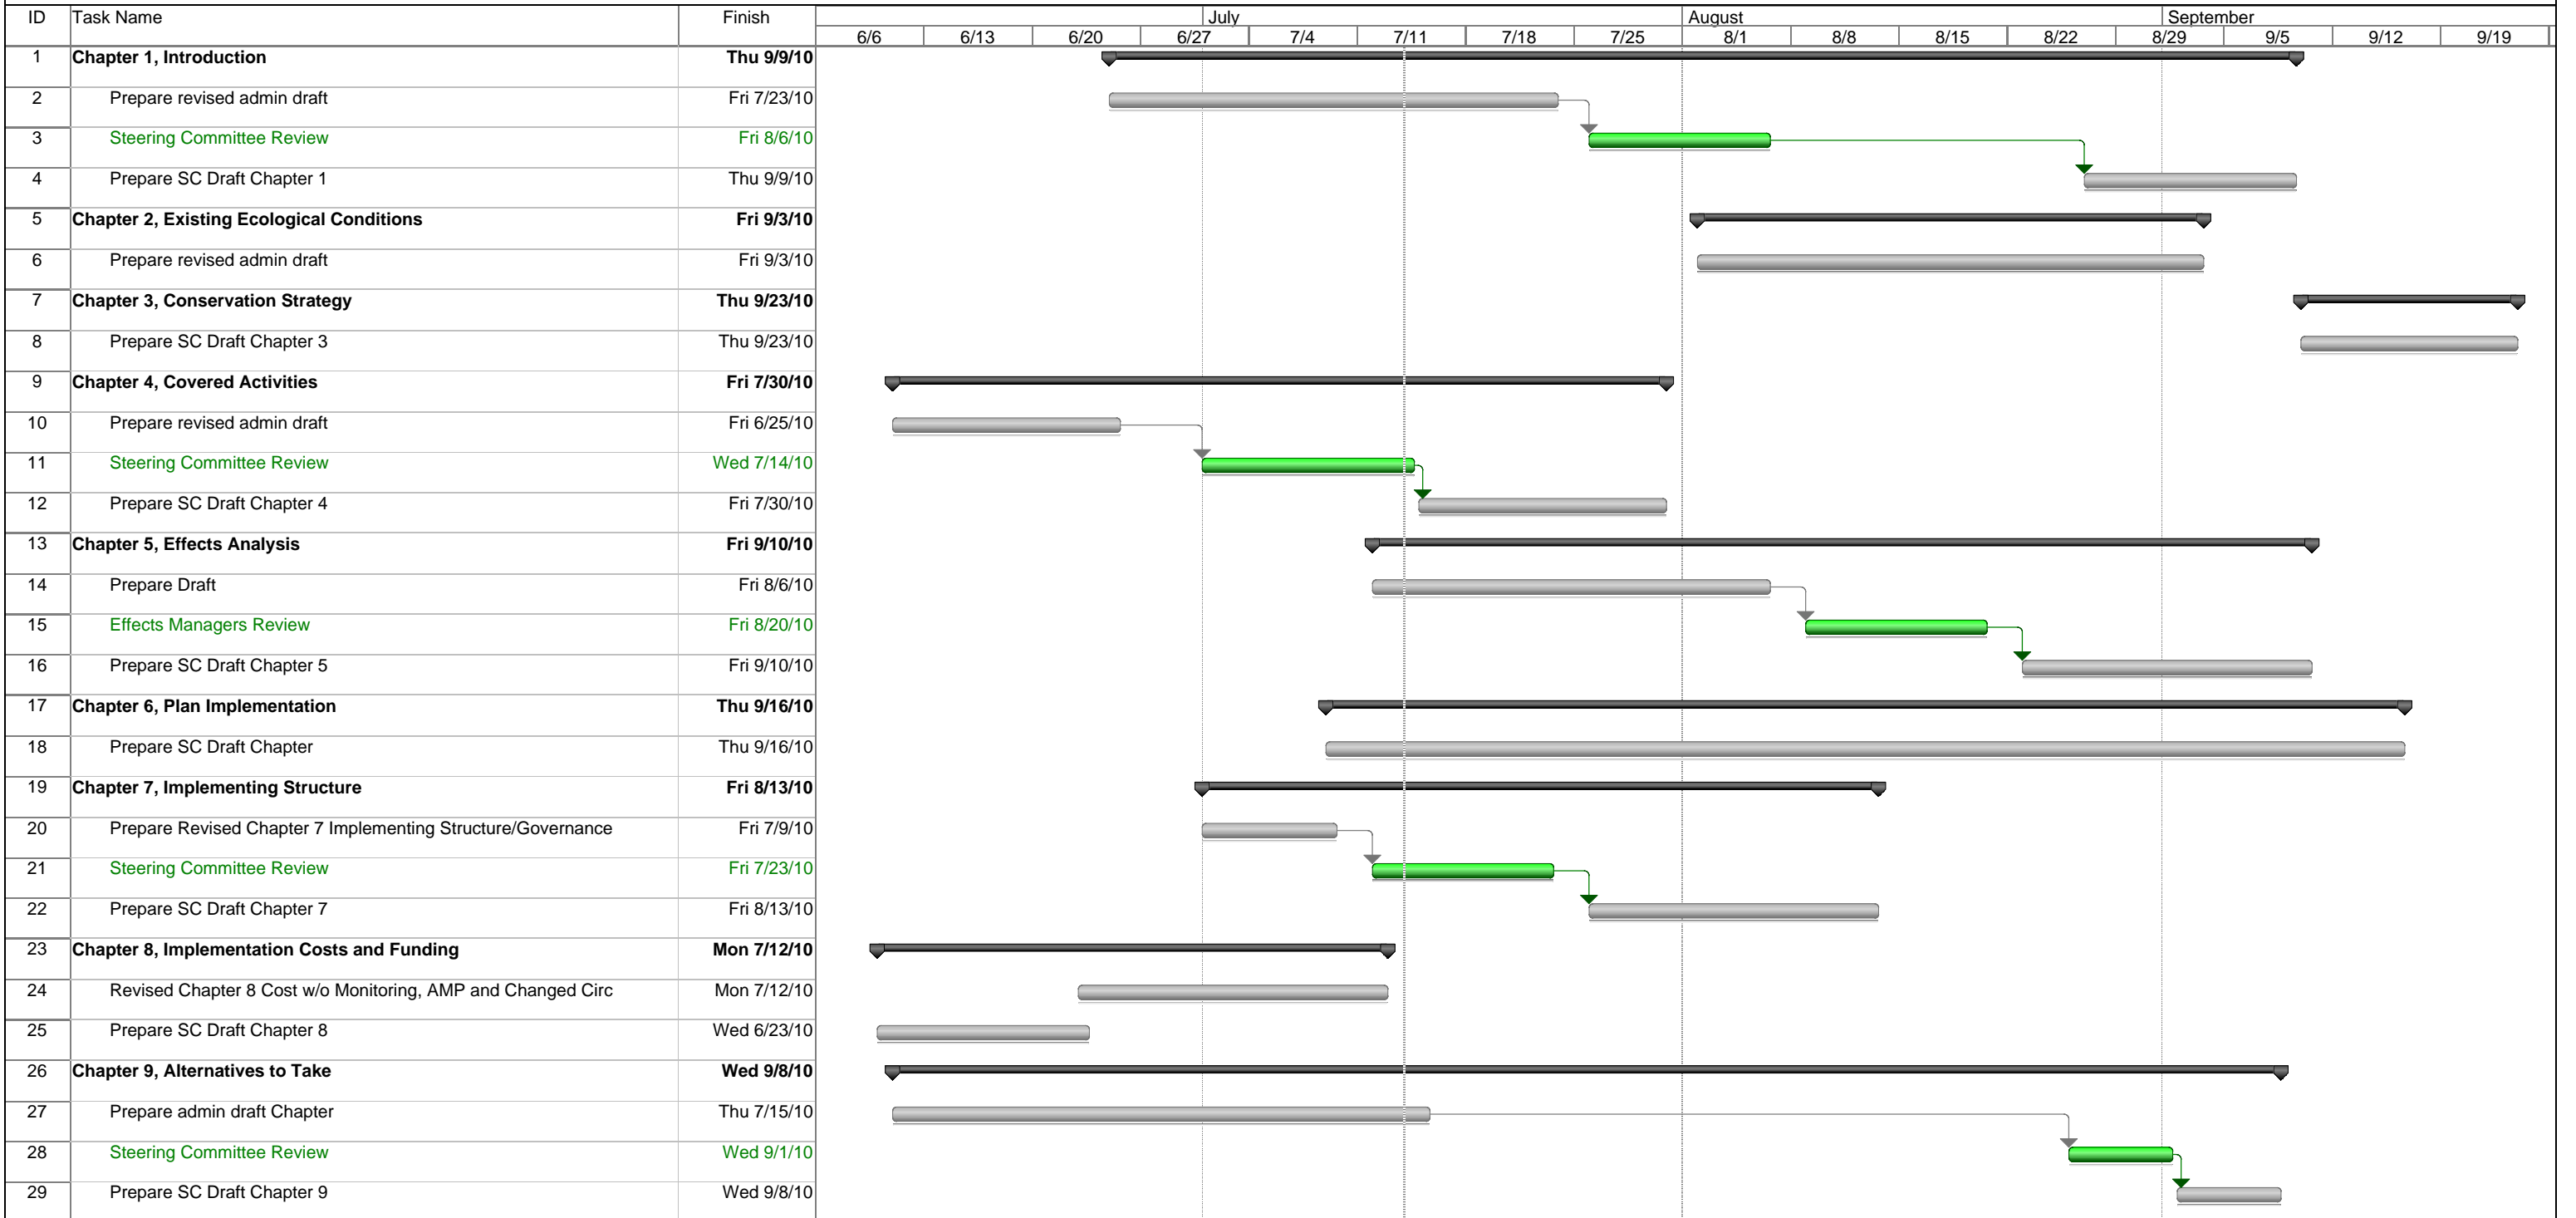 ID Task Name Finish July August September
6/6 6/13 6/20 6/27 7/4 7/11 7/18 7/25 8/1 8/8 8/15 8/22 8/29 9/5 9/12 9/19
1 Chapter 1, Introduction Thu 9/9/10
2 Prepare revised admin draft Fri 7/23/10
3 Steering Committee Review Fri 8/6/10
4 Prepare SC Draft Chapter 1 Thu 9/9/10
5 Chapter 2, Existing Ecological Conditions Fri 9/3/10
6 Prepare revised admin draft Fri 9/3/10
7 Chapter 3, Conservation Strategy Thu 9/23/10
8 Prepare SC Draft Chapter 3 Thu 9/23/10
9 Chapter 4, Covered Activities Fri 7/30/10
10 Prepare revised admin draft Fri 6/25/10
11 Steering Committee Review Wed 7/14/10
12 Prepare SC Draft Chapter 4 Fri 7/30/10
13 Chapter 5, Effects Analysis Fri 9/10/10
14 Prepare Draft Fri 8/6/10
15 Effects Managers Review Fri 8/20/10
16 Prepare SC Draft Chapter 5 Fri 9/10/10
17 Chapter 6, Plan Implementation Thu 9/16/10
18 Prepare SC Draft Chapter Thu 9/16/10
19 Chapter 7, Implementing Structure Fri 8/13/10
20 Prepare Revised Chapter 7 Implementing Structure/Governance Fri 7/9/10
21 Steering Committee Review Fri 7/23/10
22 Prepare SC Draft Chapter 7 Fri 8/13/10
23 Chapter 8, Implementation Costs and Funding Mon 7/12/10
24 Revised Chapter 8 Cost w/o Monitoring, AMP and Changed Circ Mon 7/12/10
25 Prepare SC Draft Chapter 8 Wed 6/23/10
26 Chapter 9, Alternatives to Take Wed 9/8/10
27 Prepare admin draft Chapter Thu 7/15/10
28 Steering Committee Review Wed 9/1/10
29 Prepare SC Draft Chapter 9 Wed 9/8/10